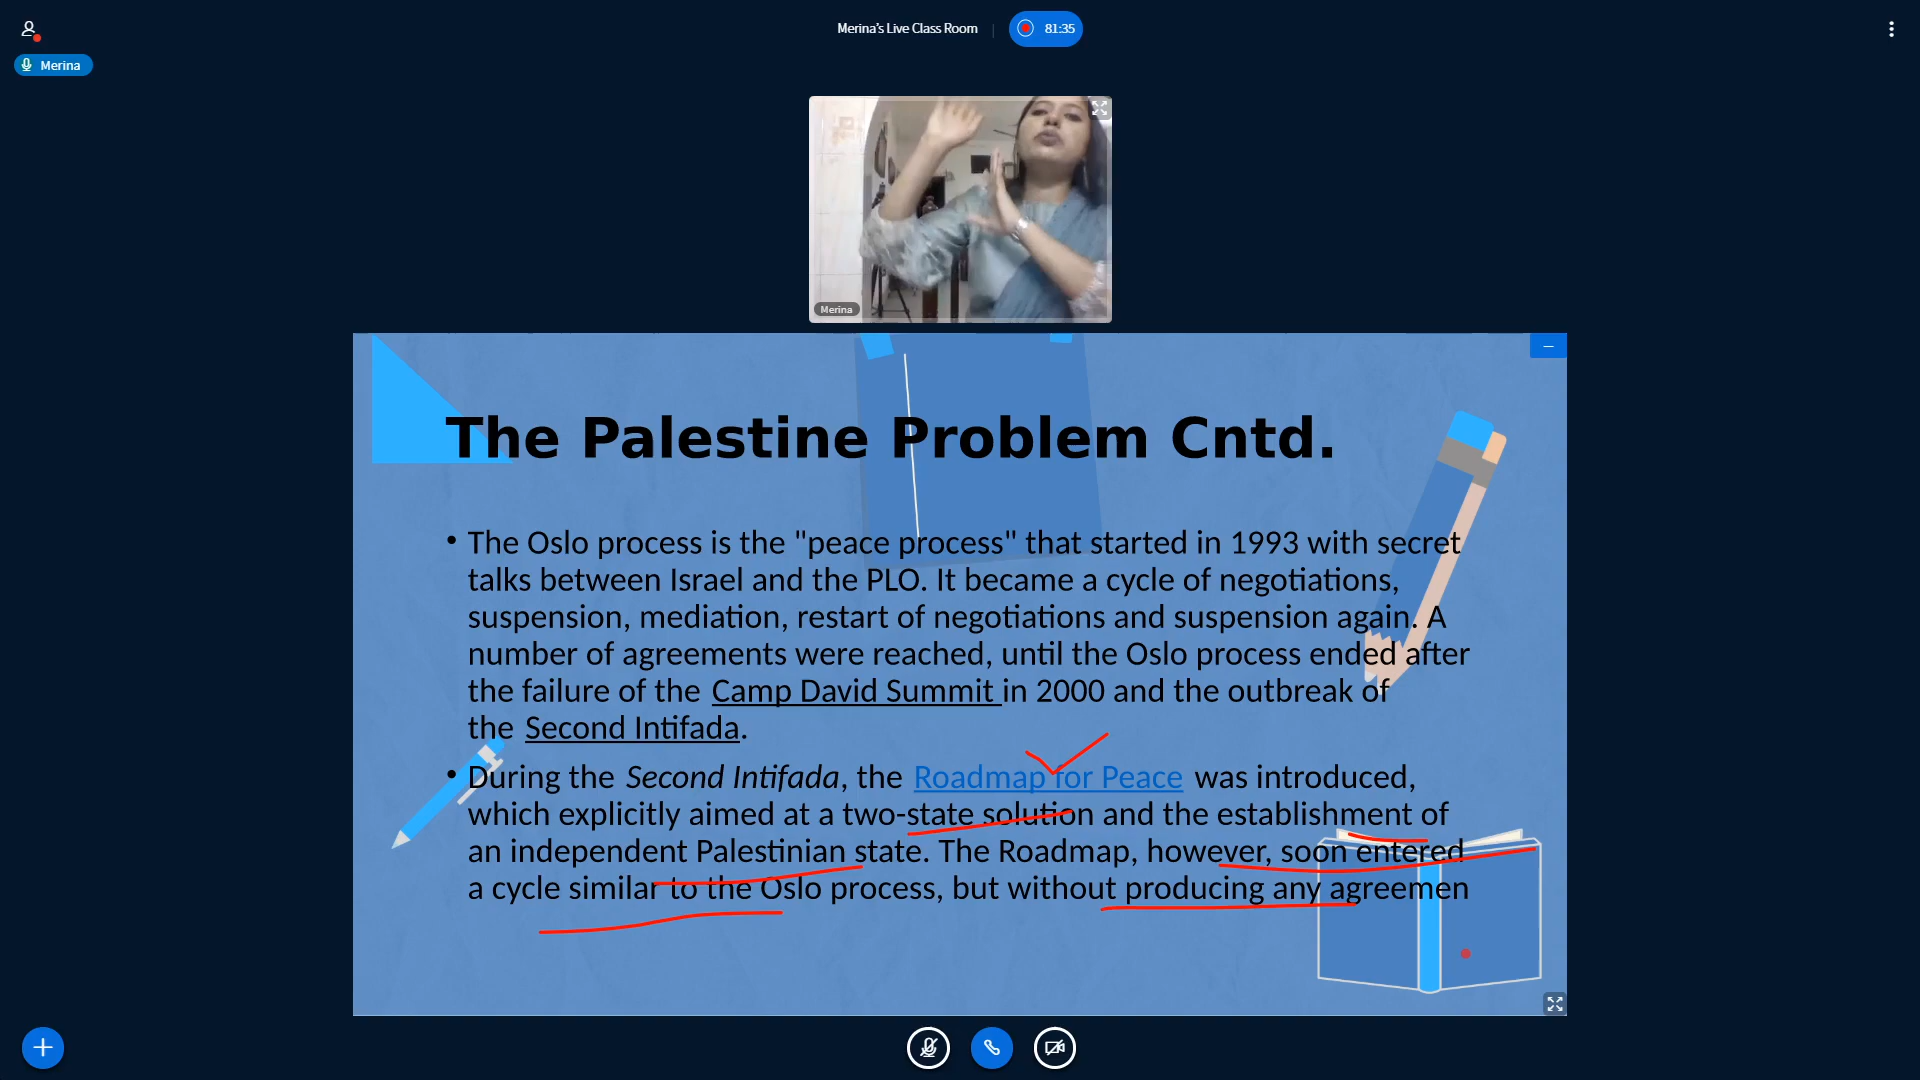 Merina's Live Class Room
81:35
Merina
Merina
The Palestine Problem Cntd.
• The Oslo process is the "peace process" that started in 1993 with secret
talks between Israel and the PLO. It became a cycle of negotiations,
suspension, mediation, restart of negotiations and suspension again. A
number of agreements were reached, until the Oslo process ended after
the failure of the Camp David Summit in 2000 and the outbreak of
the Second Intifada.
• During the Second Intifada, the Roadmap for Peace was introduced,
which explicitly aimed at a two-state solution and the establishment of
an independent Palestinian state. The Roadmap, however, soon entered
a cycle similar to the Oslo process, but without producing any agreemen